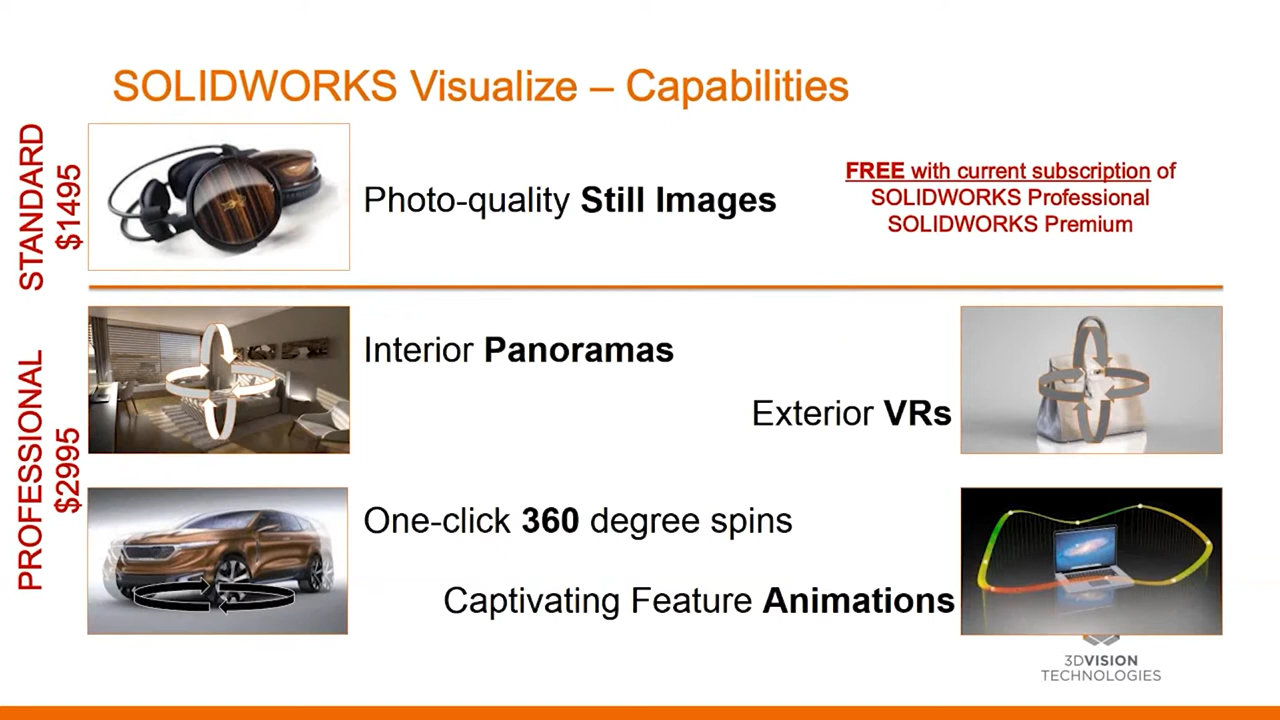 SOLIDWORKS Visualize – Capabilities
STANDARD
$1495
Photo-quality Still Images
FREE with current subscription of
SOLIDWORKS Professional
SOLIDWORKS Premium
PROFESSIONAL
$2995
Interior Panoramas
Exterior VRs
One-click 360 degree spins
Captivating Feature Animations
3DVISION
TECHNOLOGIES